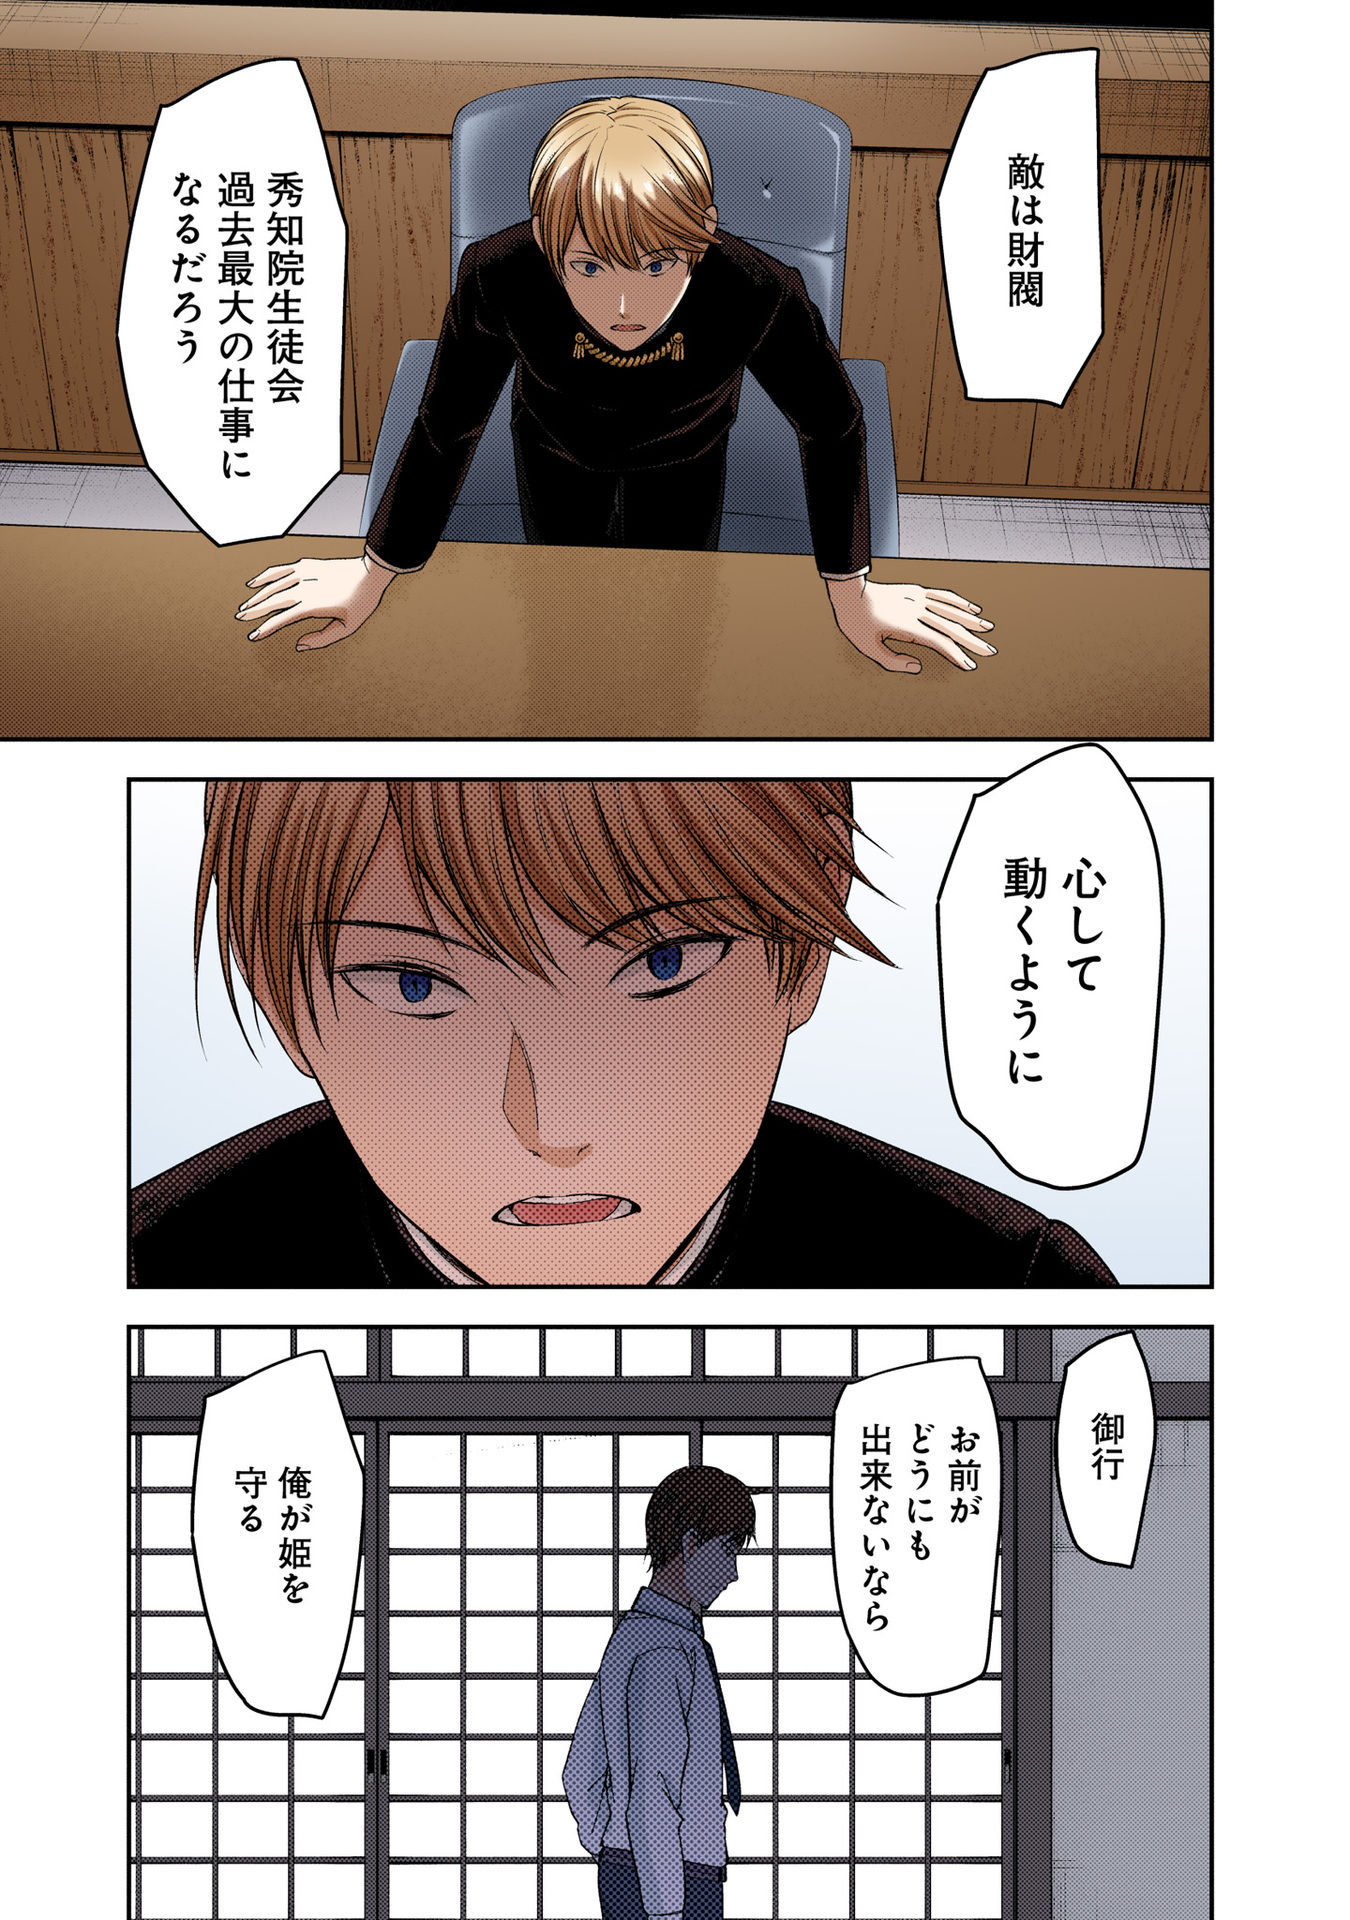 敵は財閥
秀知院生徒会
過去最大の仕事に
なるだろう
心して
動くように
御行
お前が
どうにも
出来ないなら
俺が姫を
守る